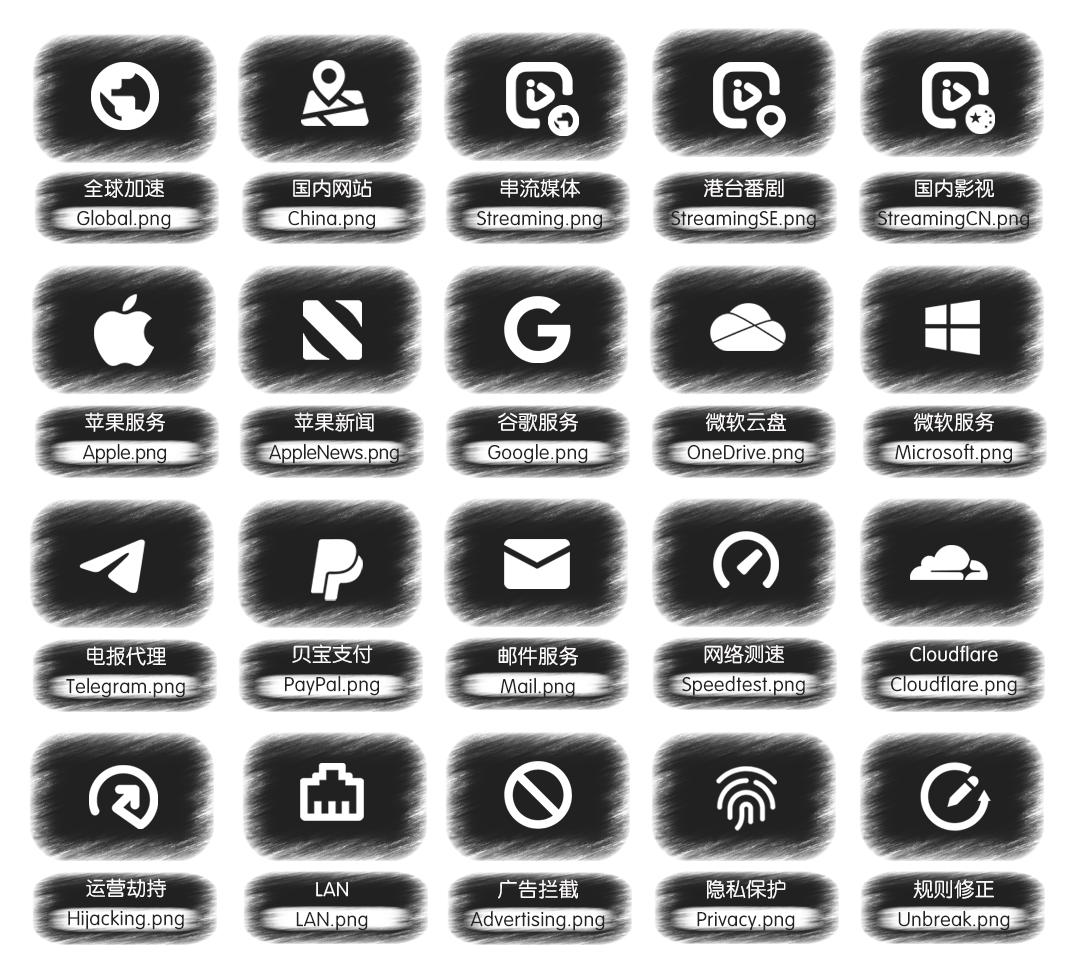 全球加速
Global.png
国内网站
China.png
串流媒体
Streaming.png
港台番剧
StreamingSE.png
国内影视
StreamingCN.png
苹果服务
Apple.png
苹果新闻
AppleNews.png
谷歌服务
Google.png
微软云盘
OneDrive.png
微软服务
Microsoft.png
电报代理
Telegram.png
贝宝支付
PayPal.png
邮件服务
Mail.png
网络测速
Speedtest.png
Cloudflare
Cloudflare.png
运营劫持
Hijacking.png
LAN
LAN.png
广告拦截
Advertising.png
隐私保护
Privacy.png
规则修正
Unbreak.png